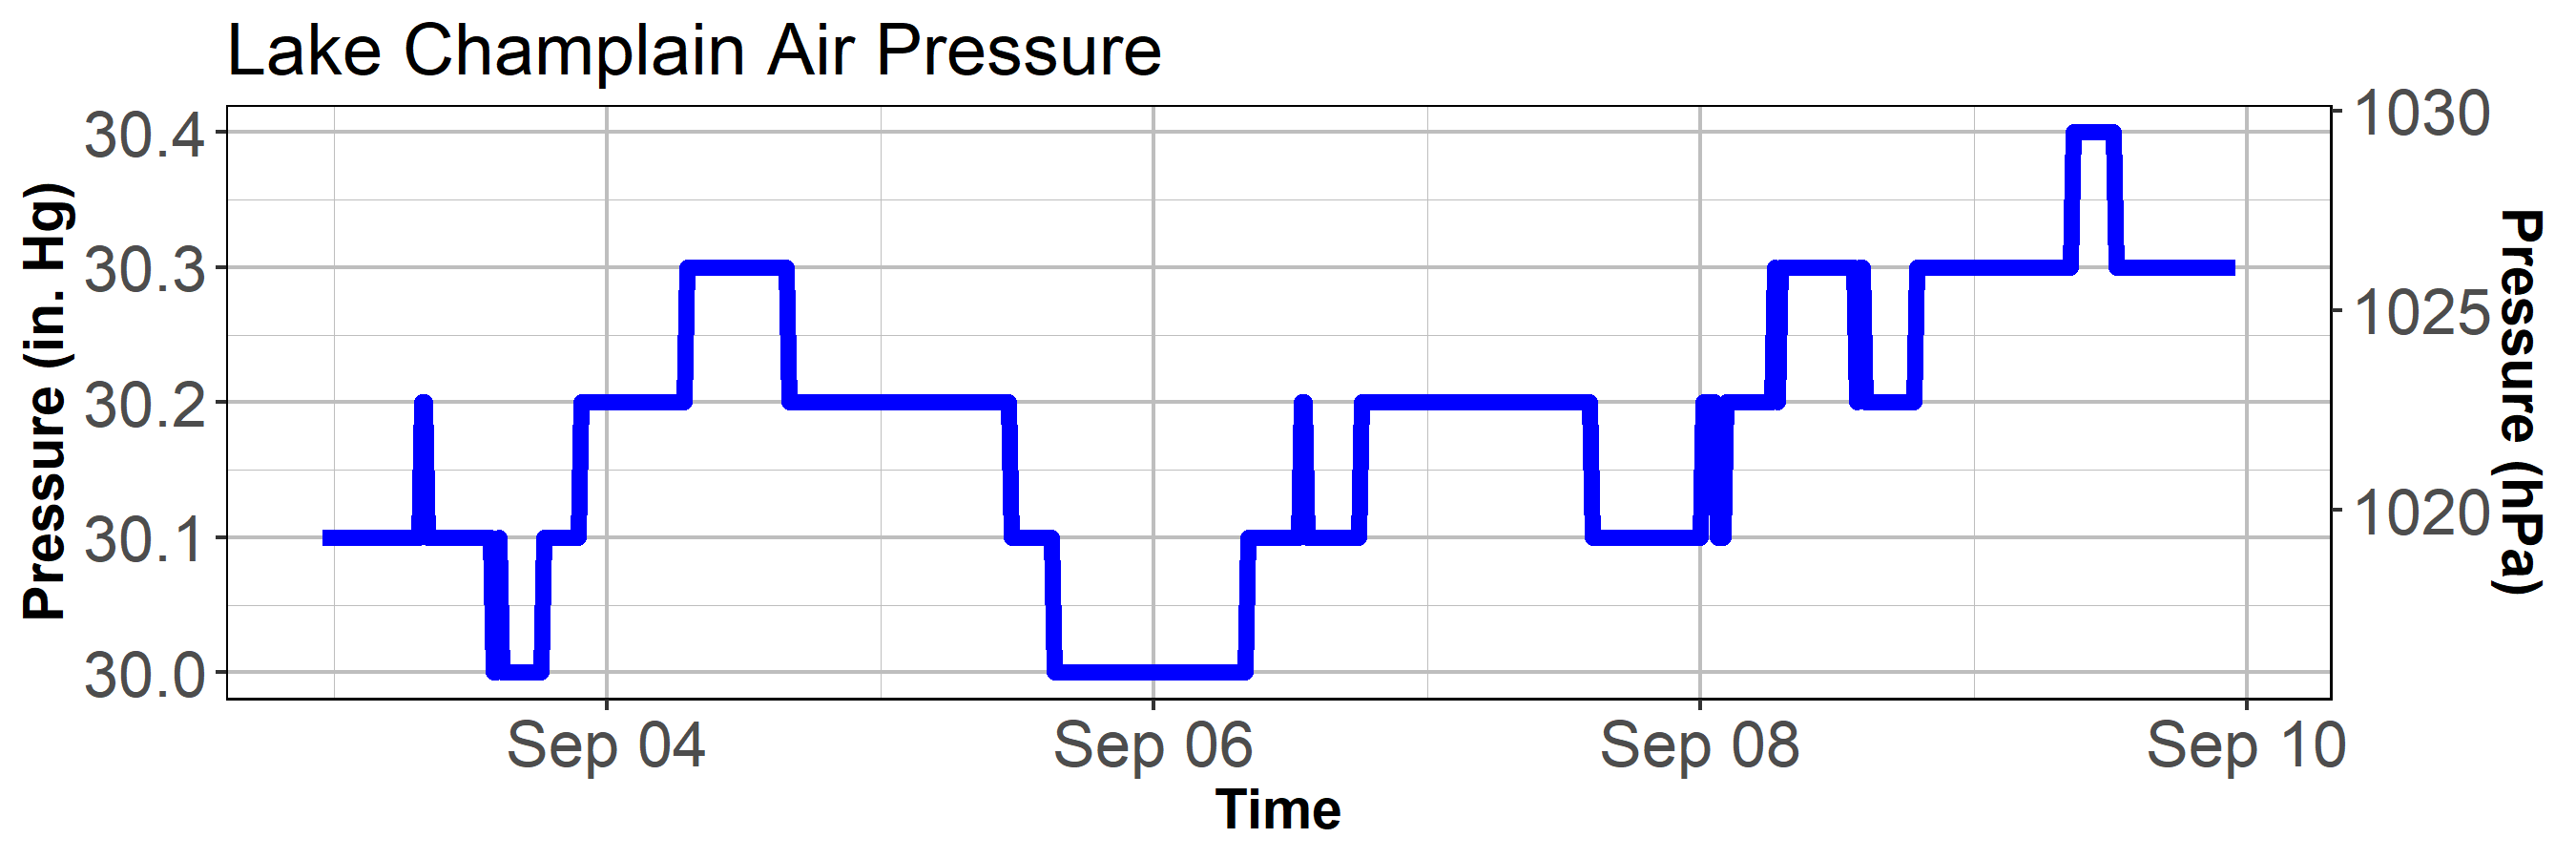 Lake Champlain Air Pressure
Pressure (in. Hg)
30.4
30.3
30.2
30.1
30.0
1030
1025
1020
Pressure (hPa)
Sep 04 Sep 06 Sep 08 Sep 10
Time